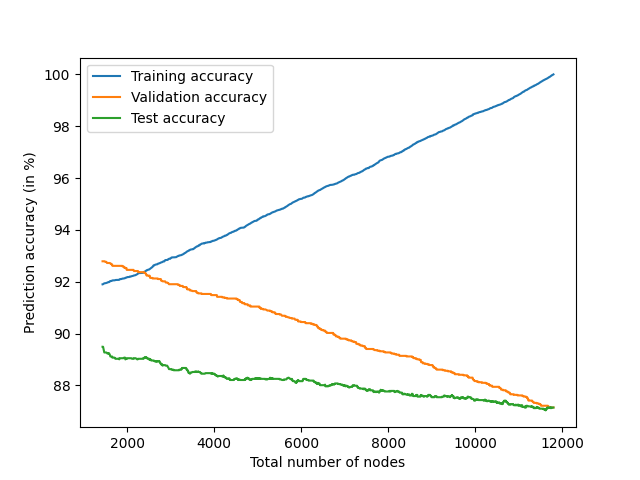 Training accuracy
Validation accuracy
Test accuracy
Prediction accuracy (in %)
100
98
96
94
92
90
88
2000 4000 6000 8000 10000 12000
Total number of nodes